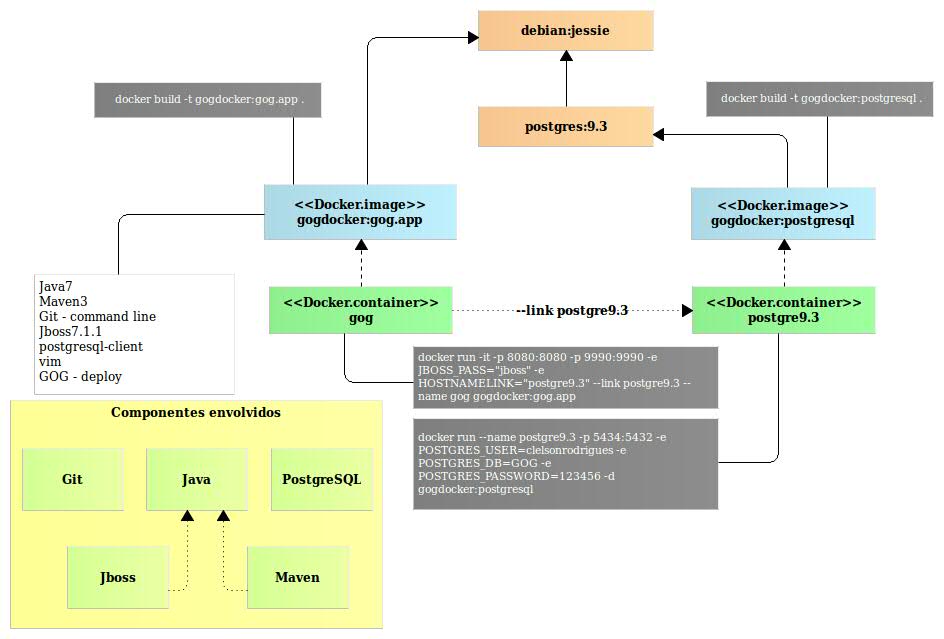 debian:jessie
docker build -t gogdocker:gog.app .
docker build -t gogdocker:postgresql .
postgres:9.3
<<Docker.image>>
gogdocker:gog.app
<<Docker.image>>
gogdocker:postgresql
Java7
Maven3
Git - command line
Jboss7.1.1
postgresql-client
vim
GOG - deploy
<<Docker.container>>
gog
--link postgre9.3
<<Docker.container>>
postgre9.3
docker run -it -p 8080:8080 -p 9990:9990 -e
JBOSS_PASS="jboss" -e
HOSTNAMELINK="postgre9.3" --link postgre9.3 --
name gog gogdocker:gog.app
docker run --name postgre9.3 -p 5434:5432 -e
POSTGRES_USER=clelsonrodrigues -e
POSTGRES_DB=GOG -e
POSTGRES_PASSWORD=123456 -d
gogdocker:postgresql
Componentes envolvidos
Git
Java
PostgreSQL
Jboss
Maven